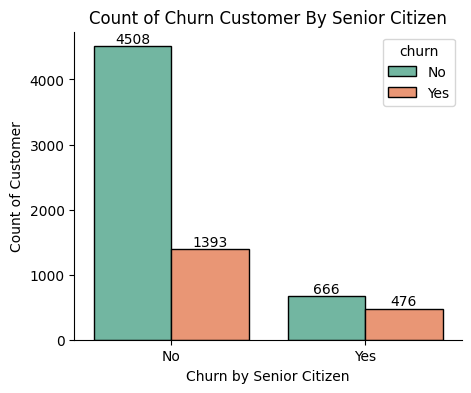 Count of Churn Customer By Senior Citizen
4508
churn
No
Yes
4000
3000
Count of Customer
2000
1393
1000
666
476
0
No
Yes
Churn by Senior Citizen